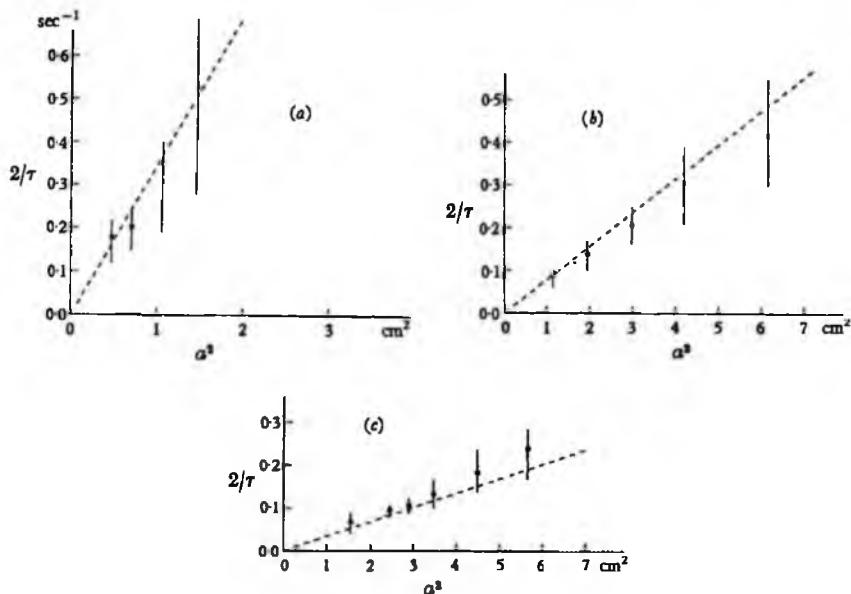 sec⁻¹
0·6
0·5
0·4
0·3
0·2
0·1
0·0
2/τ
(a)
0 1 2 3 cm²
a²
0·5
0·4
0·3
0·2
0·1
0·0
2/τ
(b)
0 1 2 3 4 5 6 7 cm²
a²
0·3
0·2
0·1
0·0
2/τ
(c)
0 1 2 3 4 5 6 7 cm²
a²